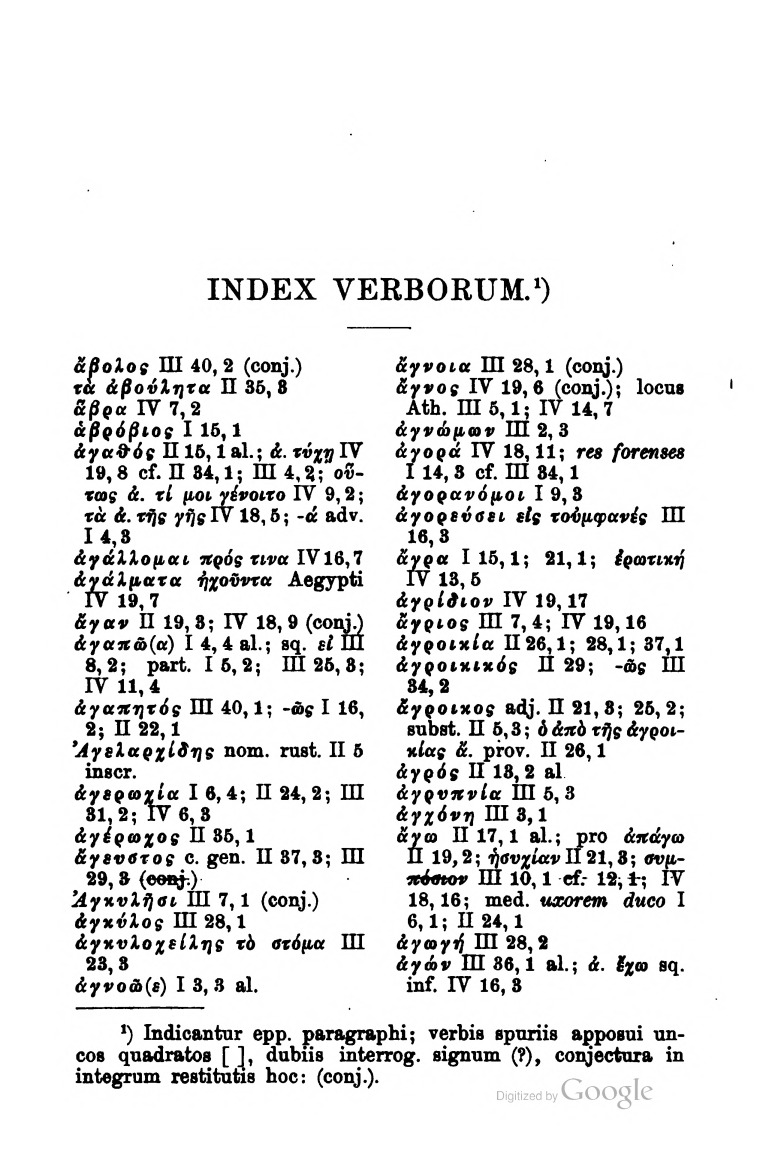 INDEX VERBORUM.¹)
ἄβολος III 40, 2 (conj.)
τὰ ἀβούλητα II 35, 3
ἅβρα IV 7, 2
ἁβρόβιος I 15, 1
ἀγαθός II 15, 1 al.; ἀ. τύχῃ IV
19, 8 cf. II 34, 1; III 4, 2; οὕ-
τως ἀ. τί μοι γένοιτο IV 9, 2;
τὰ ἀ. τῆς γῆς IV 18, 5; -ά adv.
I 4, 3
ἀγάλλομαι πρός τινα IV 16, 7
ἀγάλματα ἠχοῦντα Aegypti
IV 19, 7
ἄγαν II 19, 3; IV 18, 9 (conj.)
ἀγαπῶ(α) I 4, 4 al.; sq. εἰ III
8, 2; part. I 5, 2; III 25, 3;
IV 11, 4
ἀγαπητός III 40, 1; -ῶς I 16,
2; II 22, 1
Ἀγελαρχίδης nom. rust. II 5
inscr.
ἀγερωχία I 6, 4; II 24, 2; III
31, 2; IV 6, 3
ἀγέρωχος II 35, 1
ἄγευστος c. gen. II 37, 3; III
29, 3 (conj.)
Ἀγκυλῆσι III 7, 1 (conj.)
ἀγκύλος III 28, 1
ἀγκυλοχείλης τὸ στόμα III
23, 3
ἀγνοῶ(ε) I 3, 3 al.
ἄγνοια III 28, 1 (conj.)
ἄγνος IV 19, 6 (conj.); locus
Ath. III 5, 1; IV 14, 7
ἀγνώμων III 2, 3
ἀγορά IV 18, 11; res forenses
I 14, 3 cf. III 34, 1
ἀγορανόμοι I 9, 3
ἀγορεύσει εἰς τοὐμφανές III
16, 3
ἄγρα I 15, 1; 21, 1; ἐρωτική
IV 13, 5
ἀγρίδιον IV 19, 17
ἄγριος III 7, 4; IV 19, 16
ἀγροικία II 26, 1; 28, 1; 37, 1
ἀγροικικός II 29; -ῶς III
34, 2
ἄγροικος adj. II 21, 3; 25, 2;
subst. II 5, 3; ὁ ἀπὸ τῆς ἀγροι-
κίας ἄ. prov. II 26, 1
ἀγρός II 13, 2 al
ἀγρυπνία III 5, 3
ἀγχόνη III 3, 1
ἄγω II 17, 1 al.; pro ἀπάγω
II 19, 2; ἡσυχίαν II 21, 3; συμ-
πόσιον III 10, 1 cf. 12, 1; IV
18, 16; med. uxorem duco I
6, 1; II 24, 1
ἀγωγή III 28, 2
ἀγών III 36, 1 al.; ἀ. ἔχω sq.
inf. IV 16, 3
¹) Indicantur epp. paragraphi; verbis spuriis apposui un-
cos quadratos [ ], dubiis interrog. signum (?), conjectura in
integrum restitutis hoc: (conj.).
Digitized by Google